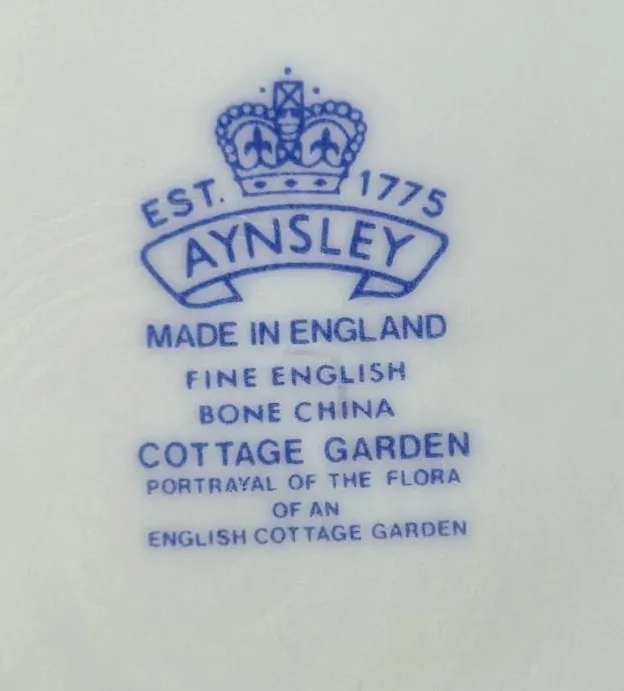 EST. 1775
AYNSLEY
MADE IN ENGLAND
FINE ENGLISH
BONE CHINA
COTTAGE GARDEN
PORTRAYAL OF THE FLORA
OF AN
ENGLISH COTTAGE GARDEN